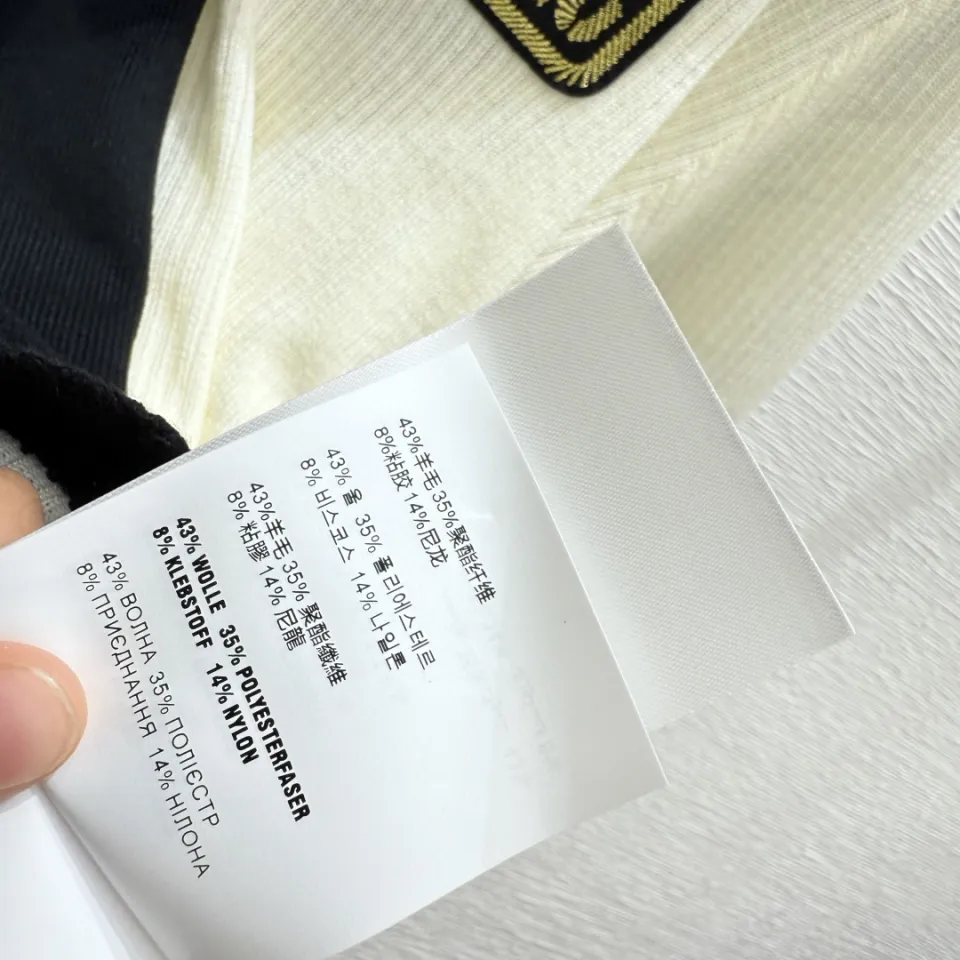 43%羊毛 35%聚酯纤维
8%粘胶 14%尼龙
43% 울 35% 폴리에스테르
8% 비스코스 14% 나일론
43%羊毛 35% 聚酯纖維
8% 粘膠 14% 尼龍
43% WOLLE 35% POLYESTERFASER
8% KLEBSTOFF 14% NYLON
43% ВОЛНА 35% ПОЛІЄСТР
8% ПРИЄДНАННЯ 14% НІЛОНА